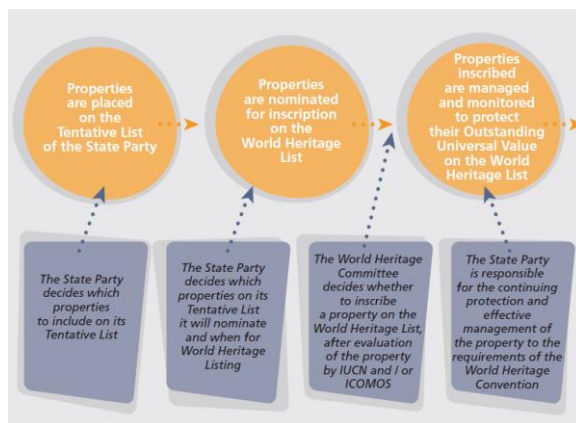 Properties
are placed
on the
Tentative List
of the State Party
Properties
are nominated
for inscription
on the
World Heritage
List
Properties
inscribed
are managed
and monitored
to protect
their Outstanding
Universal Value
on the World
Heritage List
The State Party
decides which
properties
to include on its
Tentative List
The State Party
decides which
properties on its
Tentative List
it will nominate
and when for
World Heritage
Listing
The World Heritage
Committee
decides whether
to inscribe
a property on the
World Heritage List,
after evaluation
of the property
by IUCN and I or
ICOMOS
The State Party
is responsible
for the continuing
protection and
effective
management of
the property to the
requirements of the
World Heritage
Convention